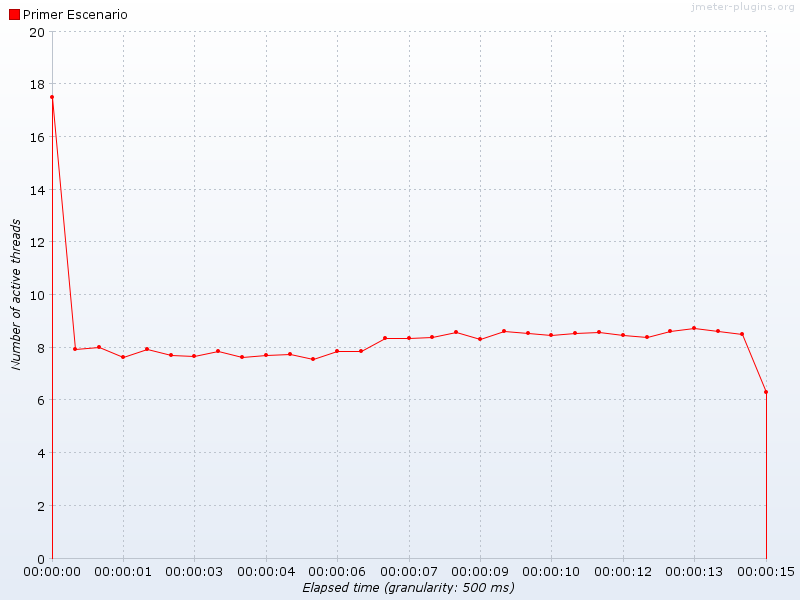 jmeter-plugins.org
Primer Escenario
20
18
16
14
12
10
8
6
4
2
0
Number of active threads
00:00:00 00:00:01 00:00:03 00:00:04 00:00:06 00:00:07 00:00:09 00:00:10 00:00:12 00:00:13 00:00:15
Elapsed time (granularity: 500 ms)